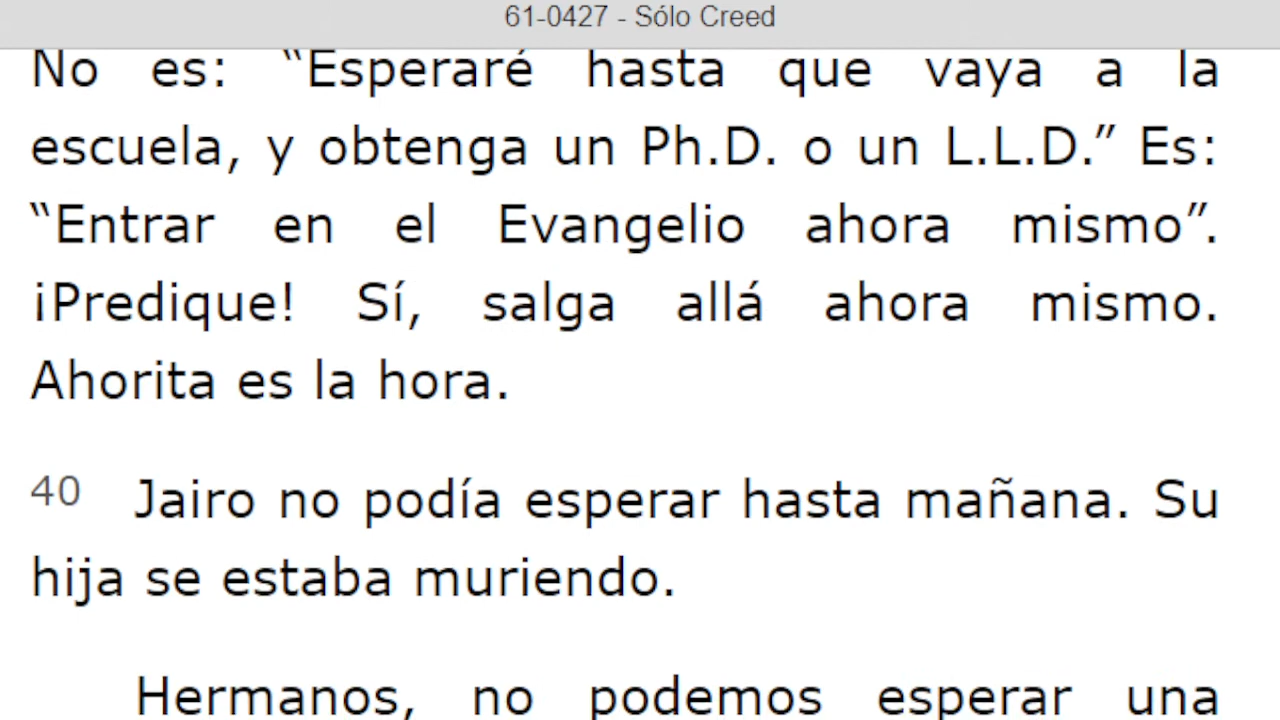 61-0427 - Sólo Creed
No es: “Esperaré hasta que vaya a la
escuela, y obtenga un Ph.D. o un L.L.D.” Es:
“Entrar en el Evangelio ahora mismo”.
¡Predique! Sí, salga allá ahora mismo.
Ahorita es la hora.
40 Jairo no podía esperar hasta mañana. Su
hija se estaba muriendo.
Hermanos, no podemos esperar una